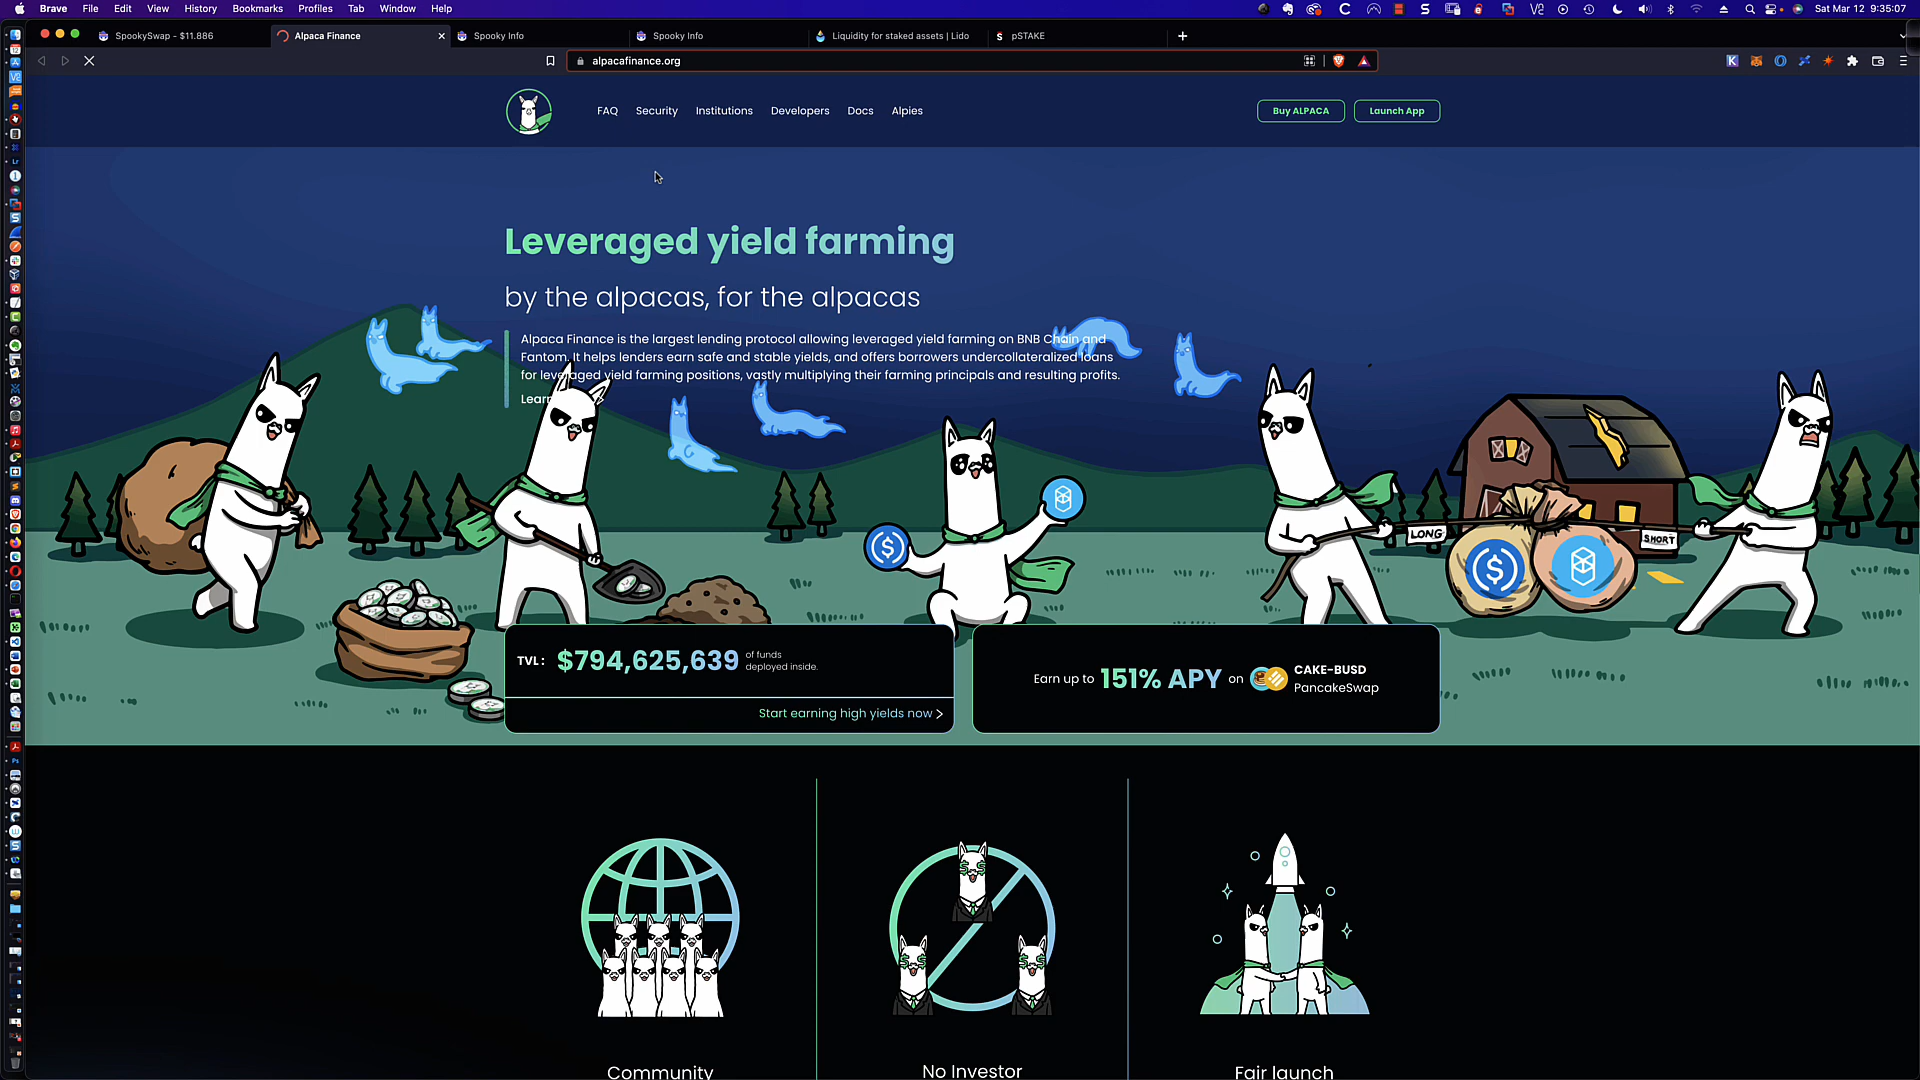 Brave File Edit View History Bookmarks Profiles Tab Window Help
Sat Mar 12 9:35:07
SpookySwap - $11.886
Alpaca Finance
Spooky Info
Spooky Info
Liquidity for staked assets | Lido
pSTAKE
alpacafinance.org
FAQ Security Institutions Developers Docs Alpies
Buy ALPACA
Launch App
Leveraged yield farming
by the alpacas, for the alpacas
Alpaca Finance is the largest lending protocol allowing leveraged yield farming on BNB Chain and
Fantom. It helps lenders earn safe and stable yields, and offers borrowers undercollateralized loans
for leveraged yield farming positions, vastly multiplying their farming principals and resulting profits.
LONG
SHORT
TVL: $794,625,639 of funds
deployed inside.
Start earning high yields now >
Earn up to 151% APY on CAKE-BUSD
PancakeSwap
Community
No Investor
Fair launch